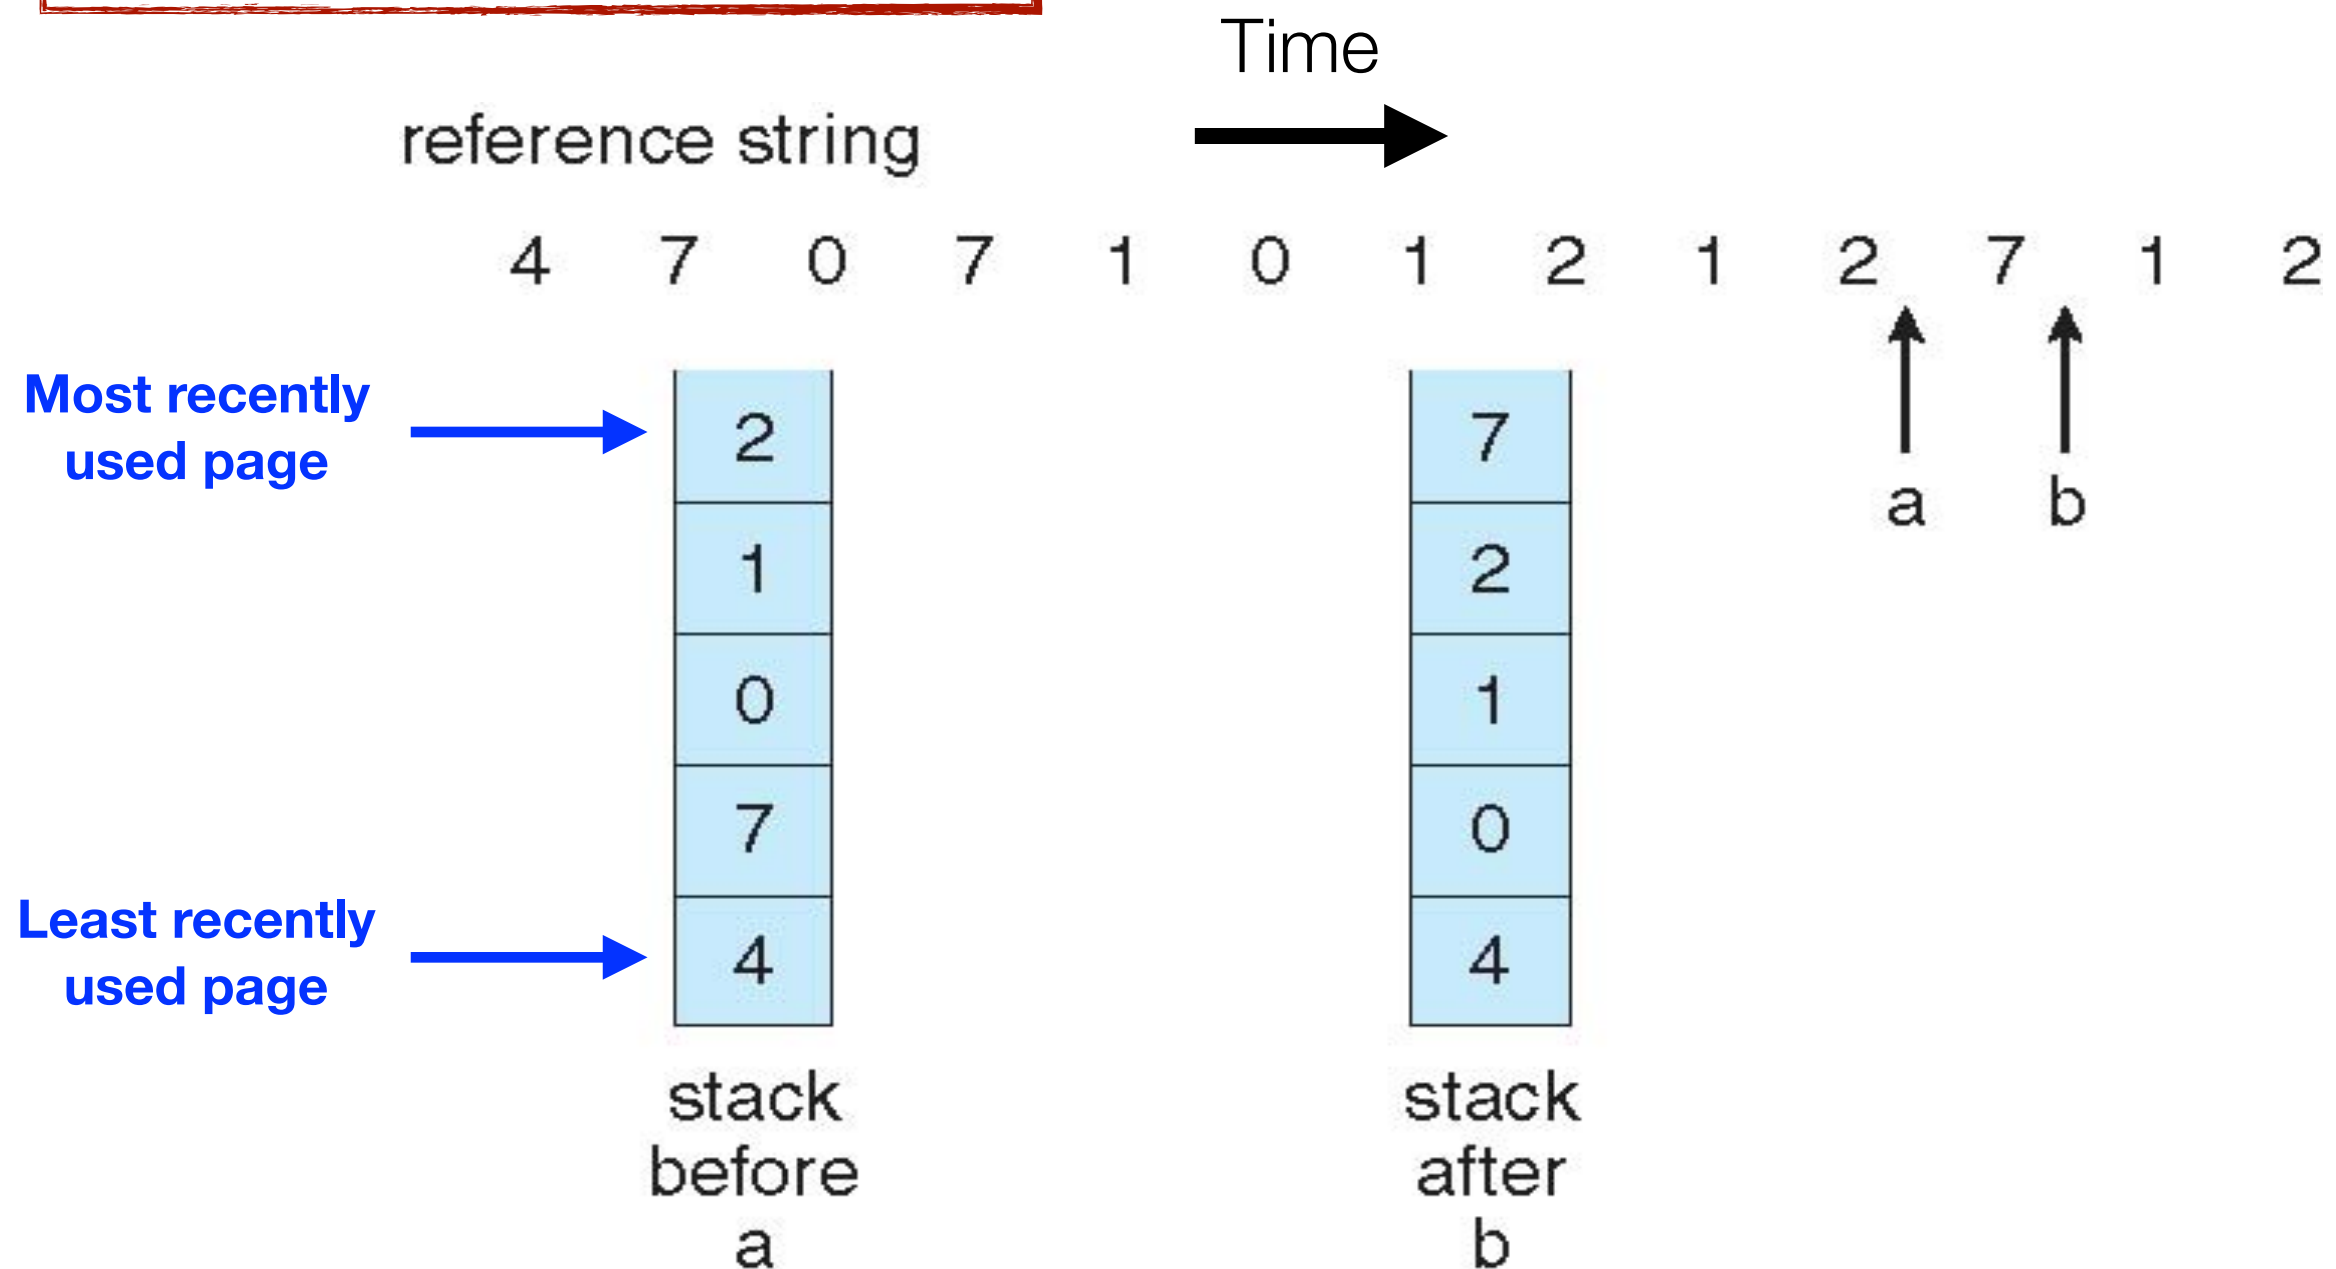 Time
reference string
4 7 0 7 1 0 1 2 1 2 7 1 2
a b
Most recently
used page
Least recently
used page
2
1
0
7
4
stack
before
a
7
2
1
0
4
stack
after
b